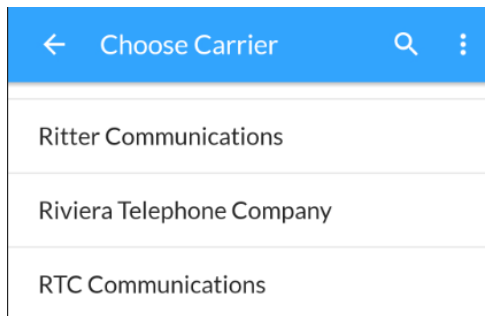 Choose Carrier
Ritter Communications
Riviera Telephone Company
RTC Communications